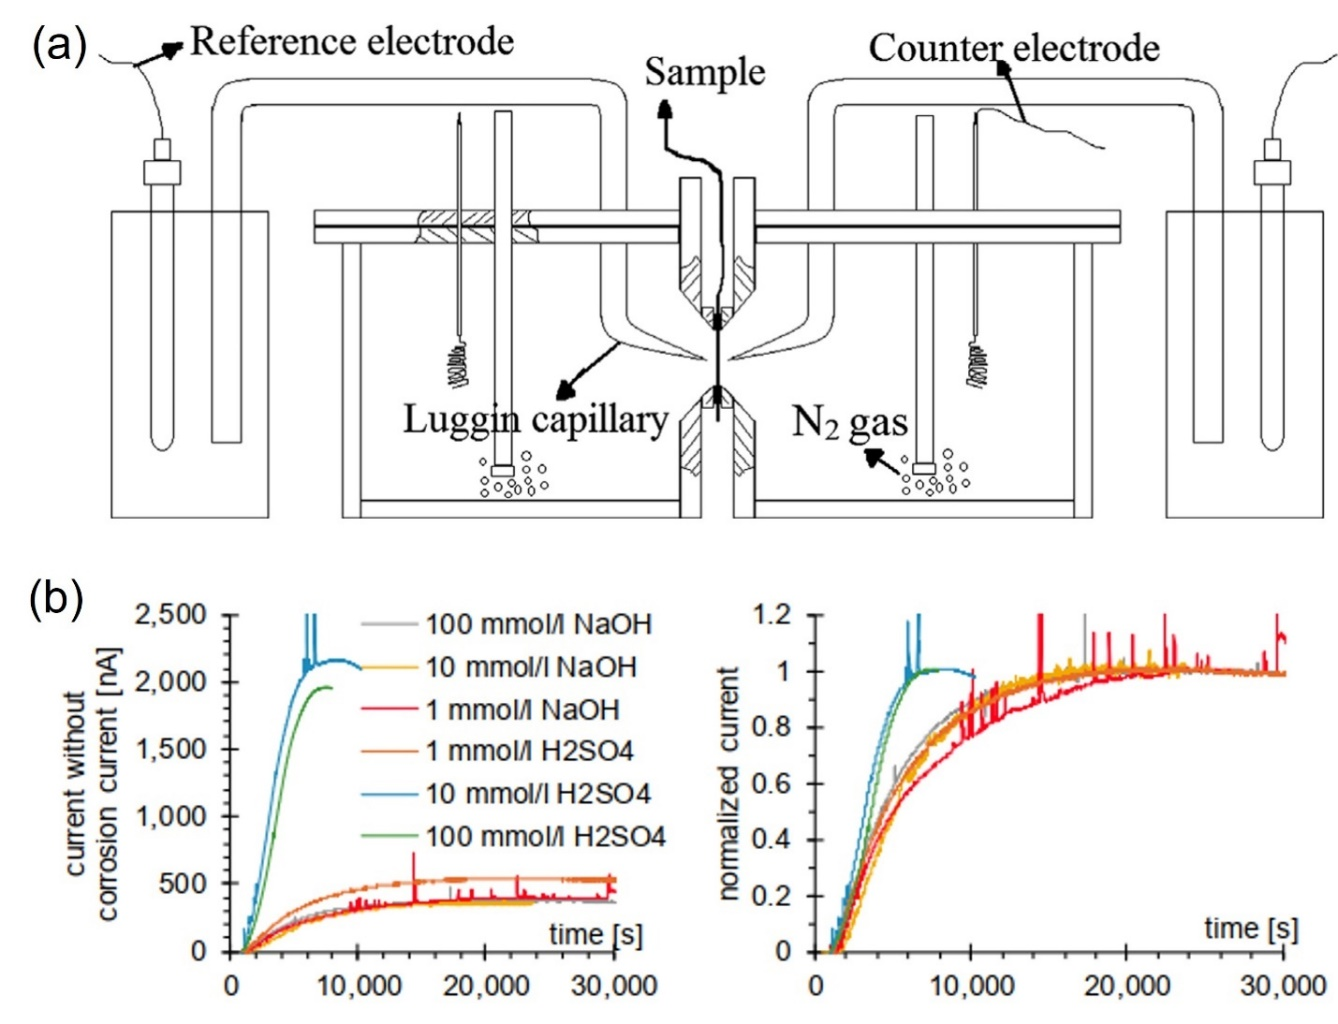 (a)
Reference electrode
Sample
Counter electrode
Luggin capillary
N₂ gas
(b)
current without
corrosion current [nA]
2,500
2,000
1,500
1,000
500
0
100 mmol/l NaOH
10 mmol/l NaOH
1 mmol/l NaOH
1 mmol/l H2SO4
10 mmol/l H2SO4
100 mmol/l H2SO4
time [s]
0 10,000 20,000 30,000
normalized current
1.2
1
0.8
0.6
0.4
0.2
0
time [s]
0 10,000 20,000 30,000